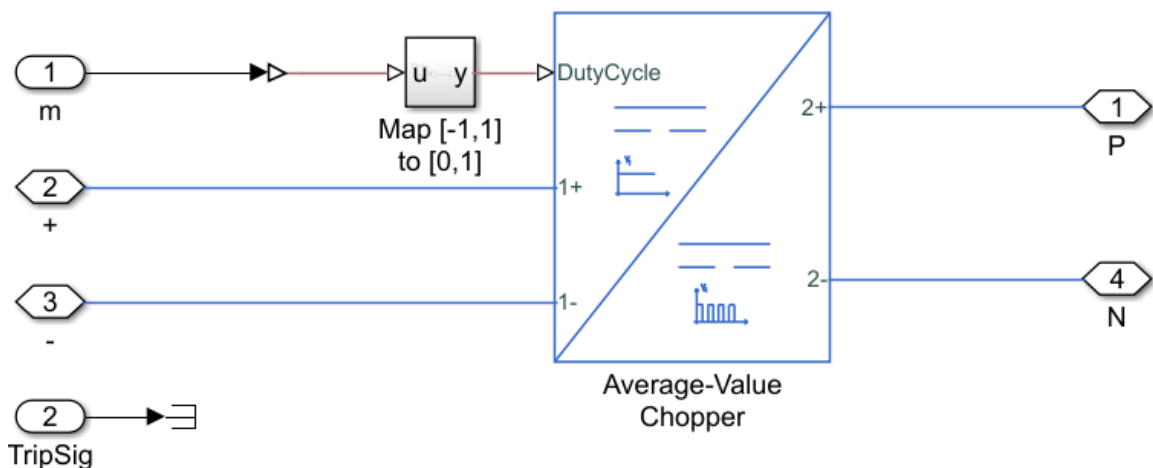 1
m
u y
Map [-1,1]
to [0,1]
DutyCycle
2+
1
P
2
+
1+
3
-
1-
2-
4
N
Average-Value
Chopper
2
TripSig